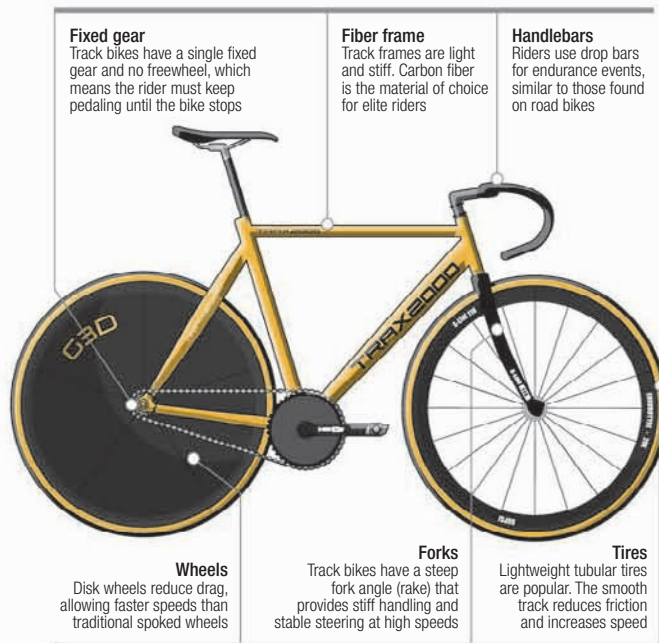 Fixed gear
Track bikes have a single fixed
gear and no freewheel, which
means the rider must keep
pedaling until the bike stops
Fiber frame
Track frames are light
and stiff. Carbon fiber
is the material of choice
for elite riders
Handlebars
Riders use drop bars
for endurance events,
similar to those found
on road bikes
TRAX2000
G3D
TRAX2000
Wheels
Disk wheels reduce drag,
allowing faster speeds than
traditional spoked wheels
Forks
Track bikes have a steep
fork angle (rake) that
provides stiff handling and
stable steering at high speeds
Tires
Lightweight tubular tires
are popular. The smooth
track reduces friction
and increases speed